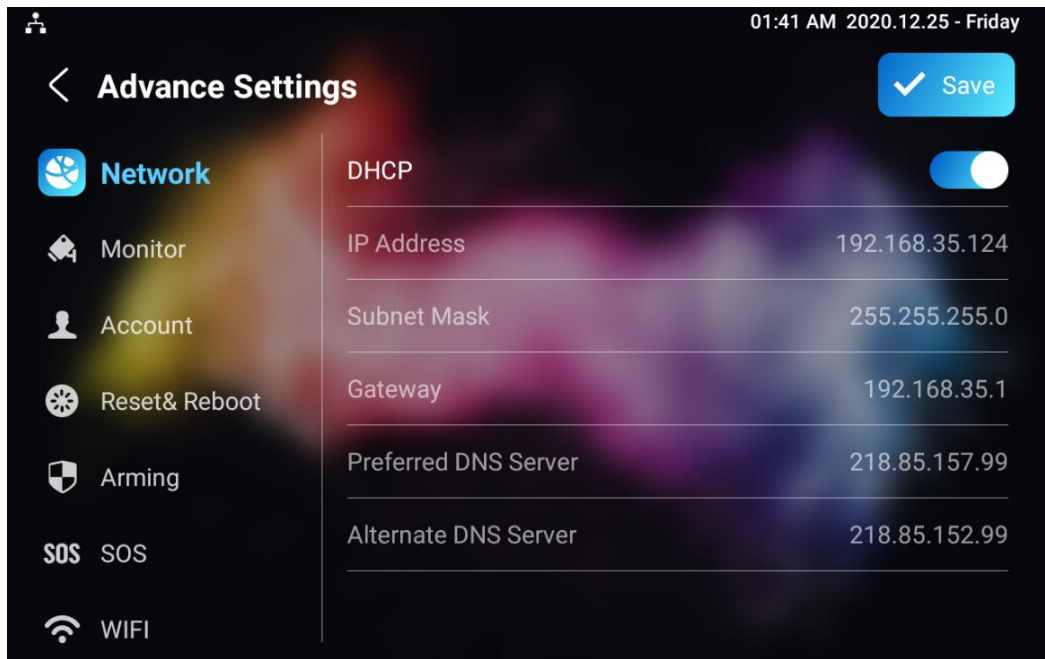 01:41 AM 2020.12.25 - Friday
Advance Settings
Save
Network
Monitor
Account
Reset& Reboot
Arming
SOS SOS
WIFI
DHCP
IP Address 192.168.35.124
Subnet Mask 255.255.255.0
Gateway 192.168.35.1
Preferred DNS Server 218.85.157.99
Alternate DNS Server 218.85.152.99